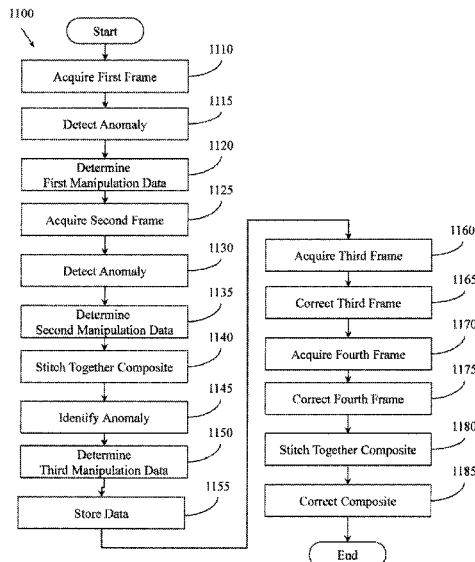 1100
Start
1110
Acquire First Frame
1115
Detect Anomaly
1120
Determine
First Manipulation Data
1125
Acquire Second Frame
1130
Detect Anomaly
1135
Determine
Second Manipulation Data
1140
Stitch Together Composite
1145
Identify Anomaly
1150
Determine
Third Manipulation Data
1155
Store Data
1160
Acquire Third Frame
1165
Correct Third Frame
1170
Acquire Fourth Frame
1175
Correct Fourth Frame
1180
Stitch Together Composite
1185
Correct Composite
End